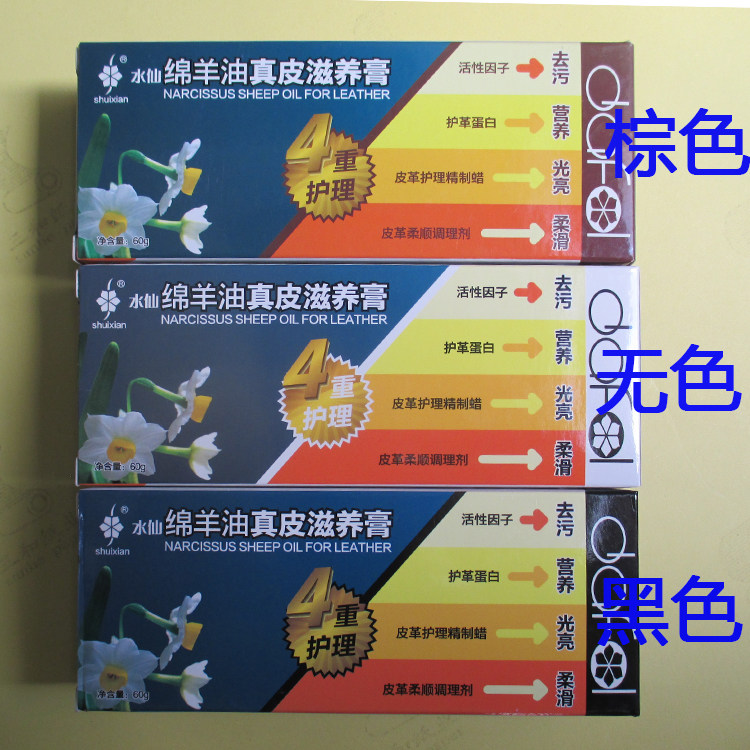 水仙 绵羊油真皮滋养膏
shuixian
NARCISSUS SHEEP OIL FOR LEATHER
4重
护理
活性因子 去污
护革蛋白 营养
皮革护理精制蜡 光亮
皮革柔顺调理剂 柔滑
净含量: 60g
棕色
水仙 绵羊油真皮滋养膏
shuixian
NARCISSUS SHEEP OIL FOR LEATHER
4重
护理
活性因子 去污
护革蛋白 营养
皮革护理精制蜡 光亮
皮革柔顺调理剂 柔滑
净含量: 60g
无色
水仙 绵羊油真皮滋养膏
shuixian
NARCISSUS SHEEP OIL FOR LEATHER
4重
护理
活性因子 去污
护革蛋白 营养
皮革护理精制蜡 光亮
皮革柔顺调理剂 柔滑
净含量: 60g
黑色